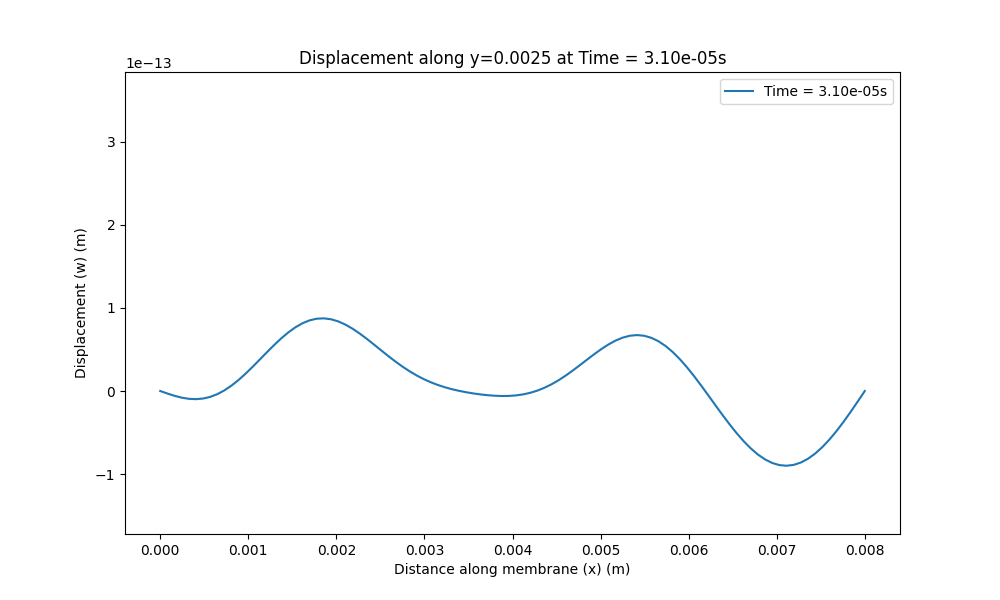 Displacement along y=0.0025 at Time = 3.10e-05s
1e−13
Time = 3.10e-05s
3
2
1
0
−1
Displacement (w) (m)
0.000 0.001 0.002 0.003 0.004 0.005 0.006 0.007 0.008
Distance along membrane (x) (m)